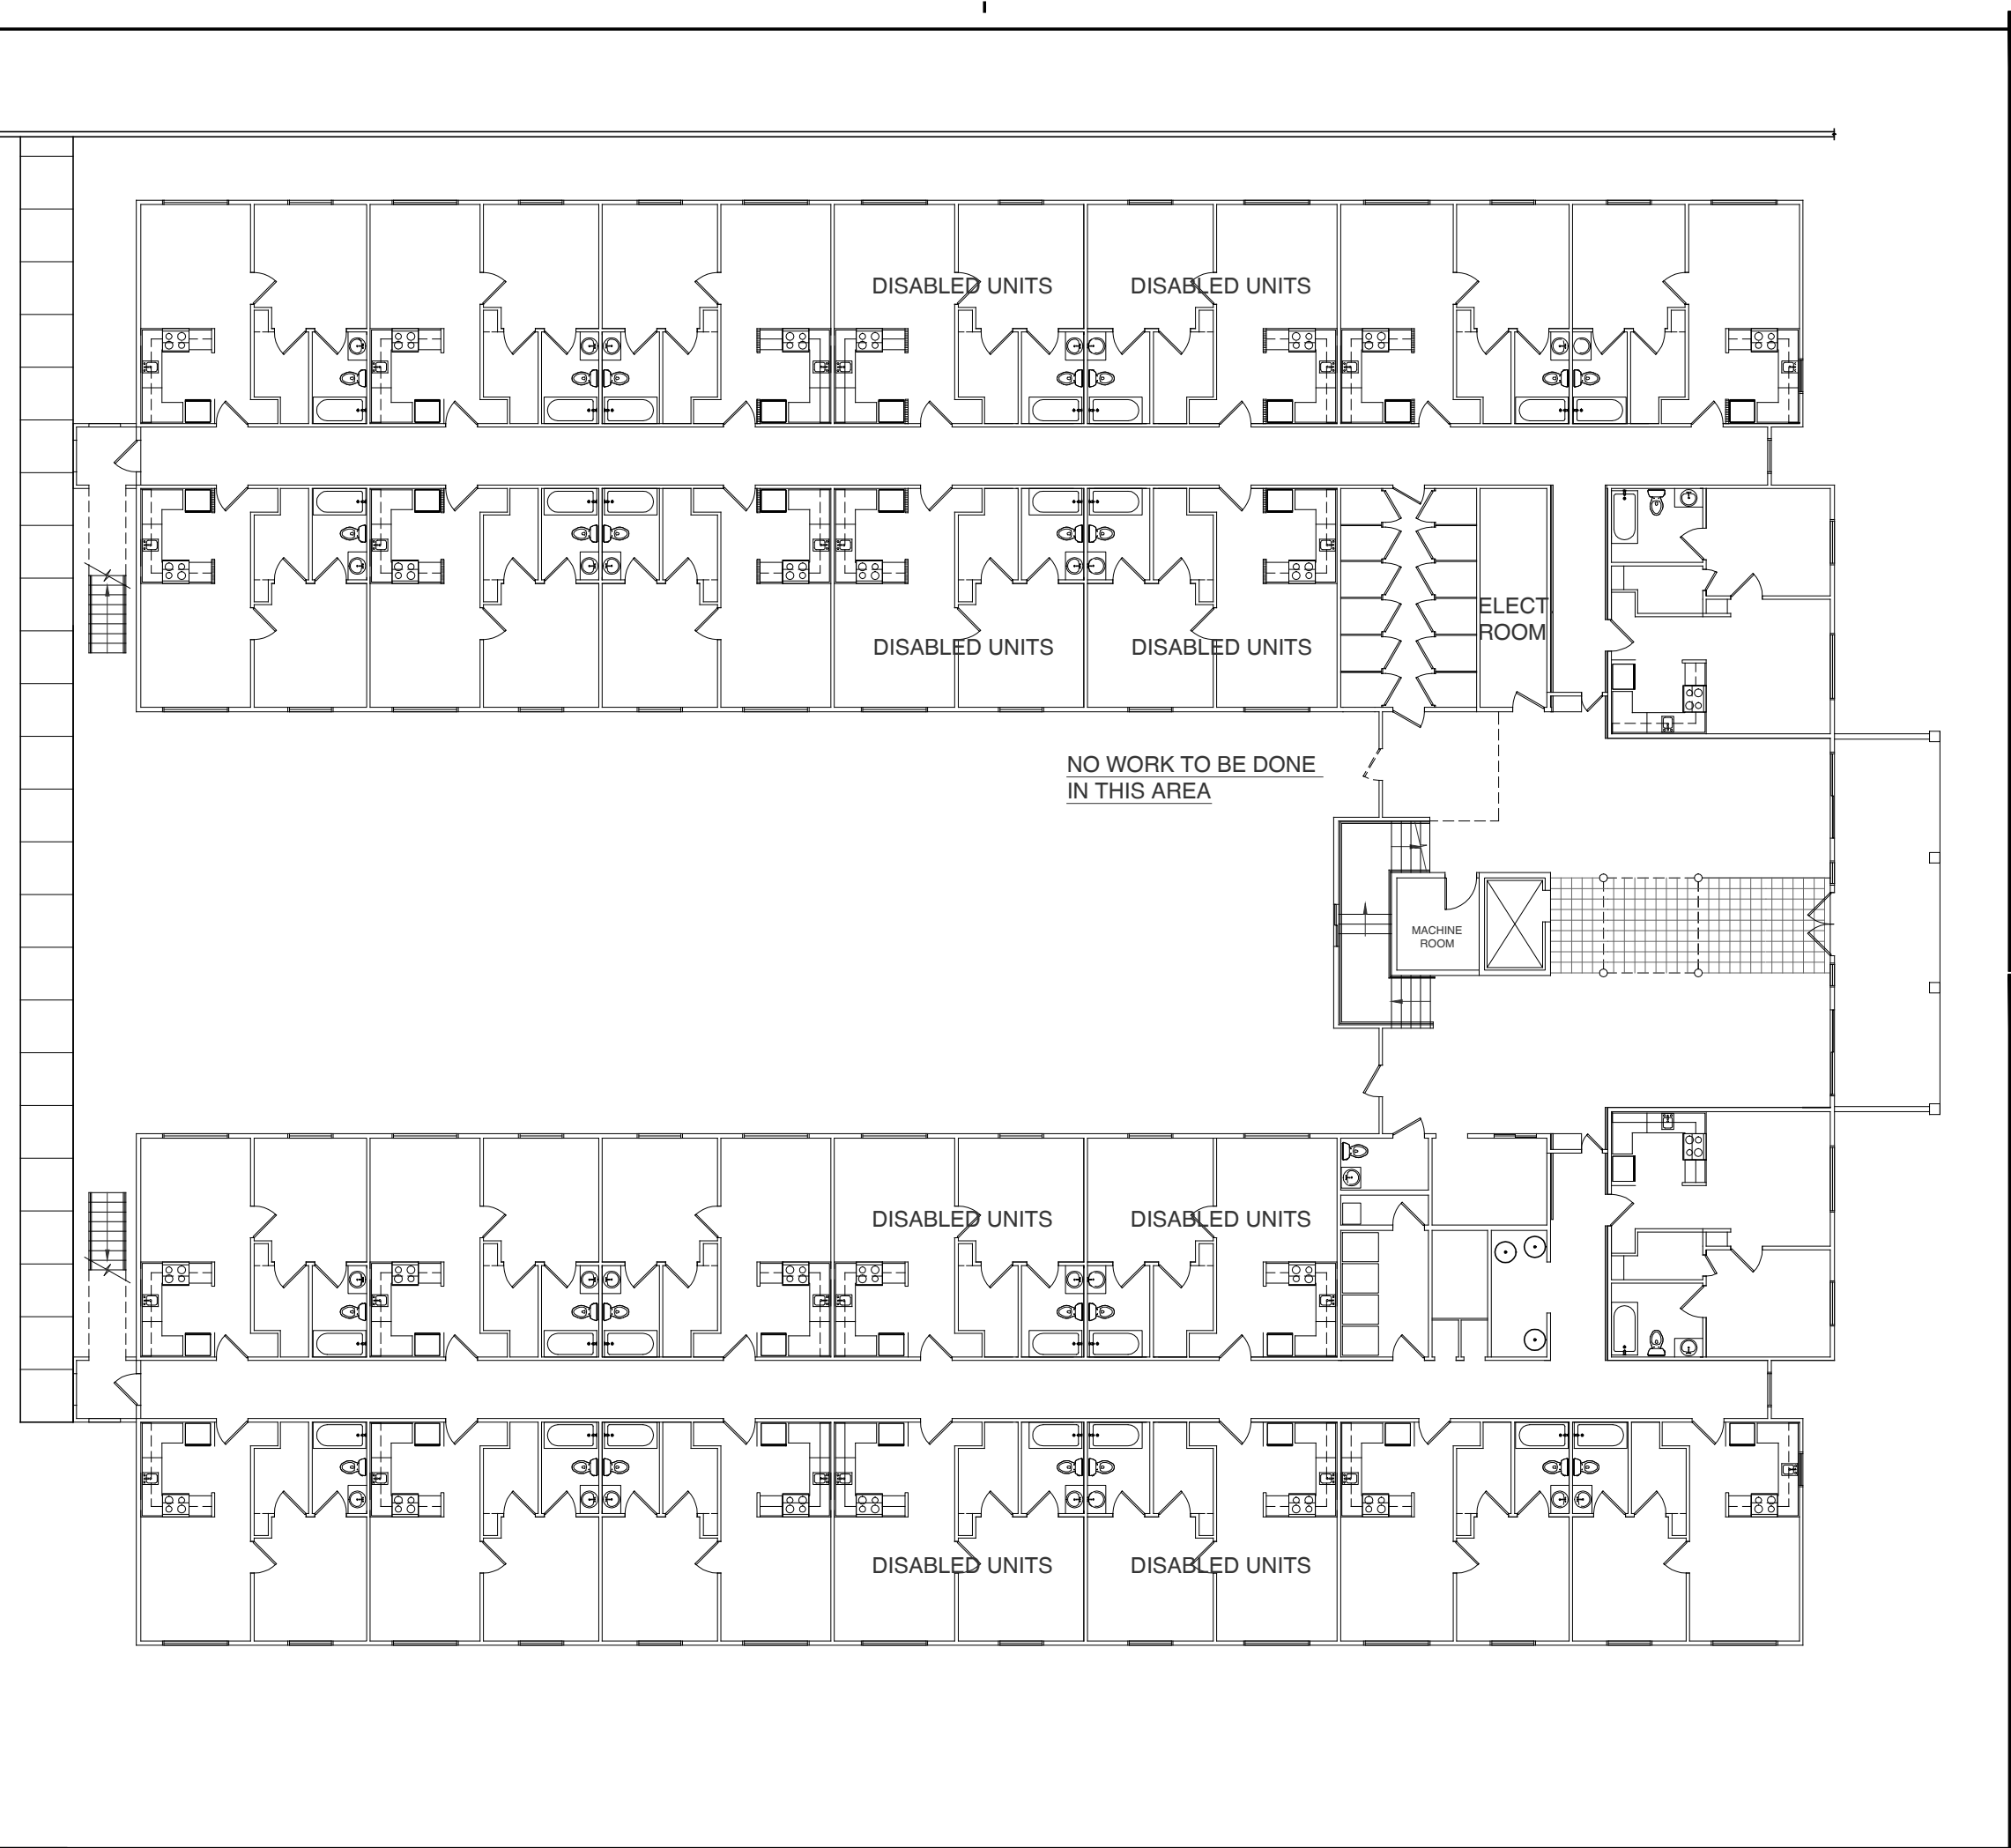 DISABLED UNITS
DISABLED UNITS
ELECT
ROOM
DISABLED UNITS
DISABLED UNITS
NO WORK TO BE DONE
IN THIS AREA
MACHINE
ROOM
DISABLED UNITS
DISABLED UNITS
DISABLED UNITS
DISABLED UNITS